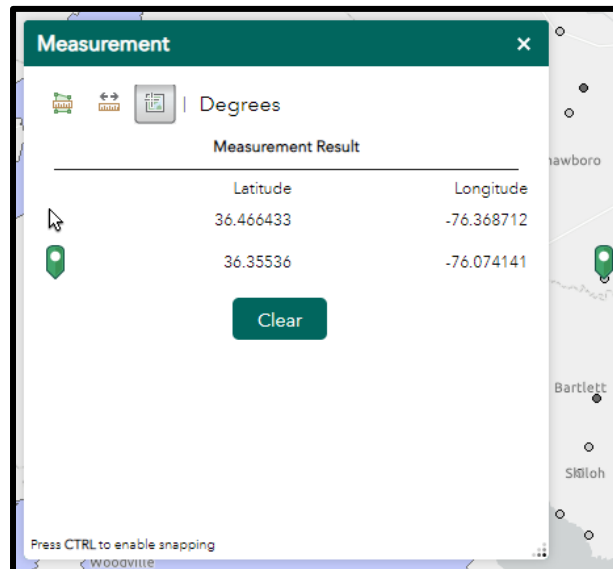 Measurement ×
| Degrees
Measurement Result
Latitude Longitude
36.466433 -76.368712
36.35536 -76.074141
Clear
Press CTRL to enable snapping
awboro
Bartlett
Shiloh
Woodville